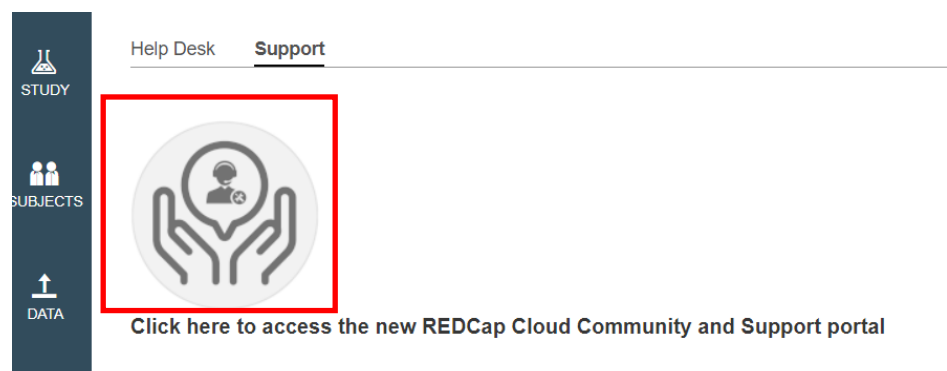 Help Desk Support
STUDY
SUBJECTS
DATA
Click here to access the new REDCap Cloud Community and Support portal